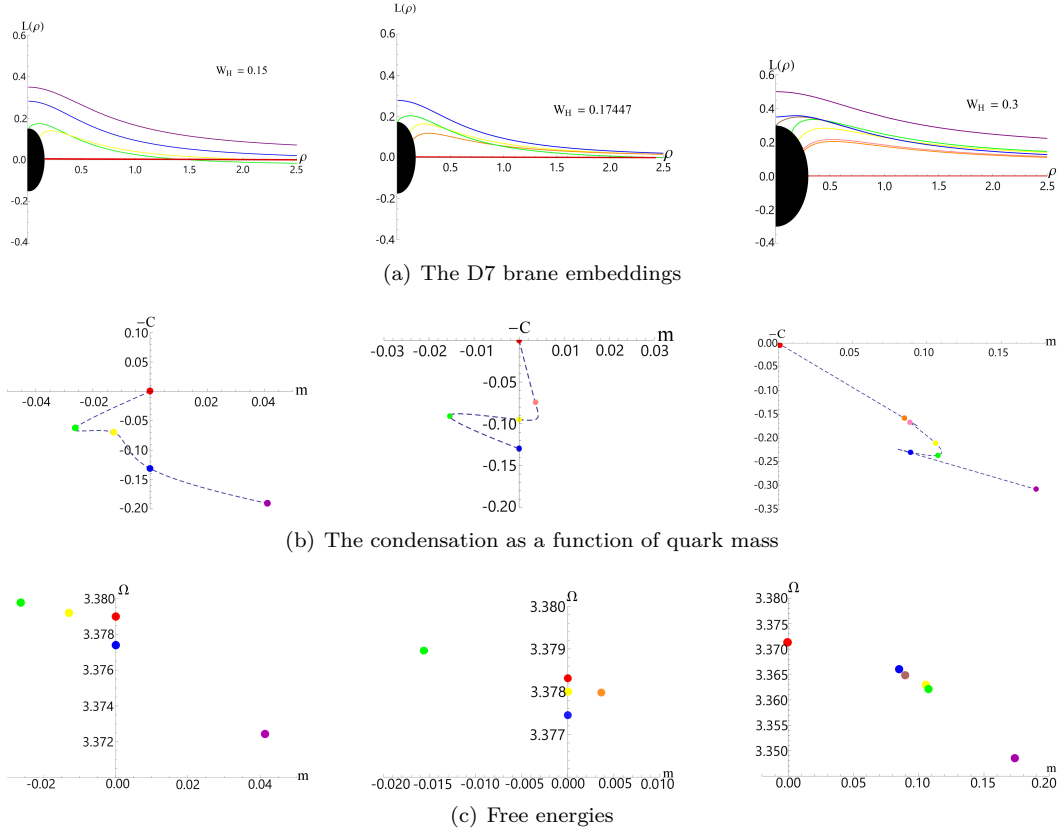 L(ρ)
0.6
0.4
0.2
0.0
-0.2
-0.4
0.5 1.0 1.5 2.0 2.5
ρ
W_H = 0.15
L(ρ)
0.6
0.4
0.2
0.0
-0.2
-0.4
0.5 1.0 1.5 2.0 2.5
ρ
W_H = 0.17447
L(ρ)
0.6
0.4
0.2
0.0
-0.2
-0.4
0.5 1.0 1.5 2.0 2.5
ρ
W_H = 0.3
(a) The D7 brane embeddings
−C
0.10
0.05
0.00
-0.05
-0.10
-0.15
-0.20
-0.04 -0.02 0.02 0.04
m
−C
-0.03 -0.02 -0.01 0.00 0.01 0.02 0.03
m
-0.05
-0.10
-0.15
-0.20
−C
0.00
-0.05
-0.10
-0.15
-0.20
-0.25
-0.30
-0.35
0.05 0.10 0.15
m
(b) The condensation as a function of quark mass
Ω
3.380
3.378
3.376
3.374
3.372
-0.02 0.00 0.02 0.04
m
Ω
3.380
3.379
3.378
3.377
-0.020 -0.015 -0.010 -0.005 0.000 0.005 0.010
m
Ω
3.380
3.375
3.370
3.365
3.360
3.355
3.350
0.00 0.05 0.10 0.15 0.20
m
(c) Free energies